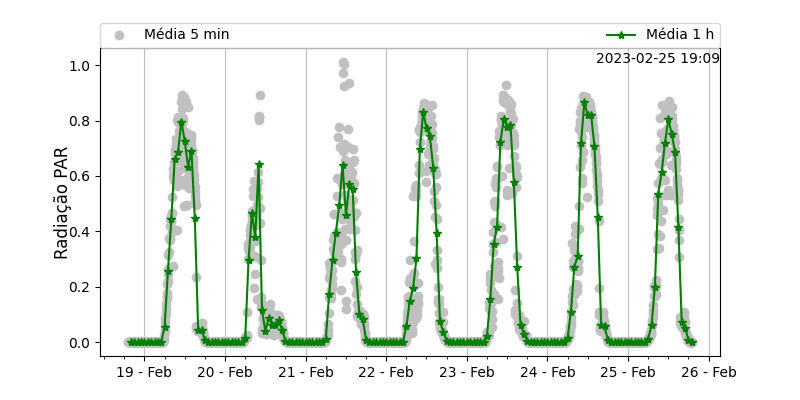 Média 5 min Média 1 h
2023-02-25 19:09
Radiação PAR
1.0
0.8
0.6
0.4
0.2
0.0
19 - Feb 20 - Feb 21 - Feb 22 - Feb 23 - Feb 24 - Feb 25 - Feb 26 - Feb